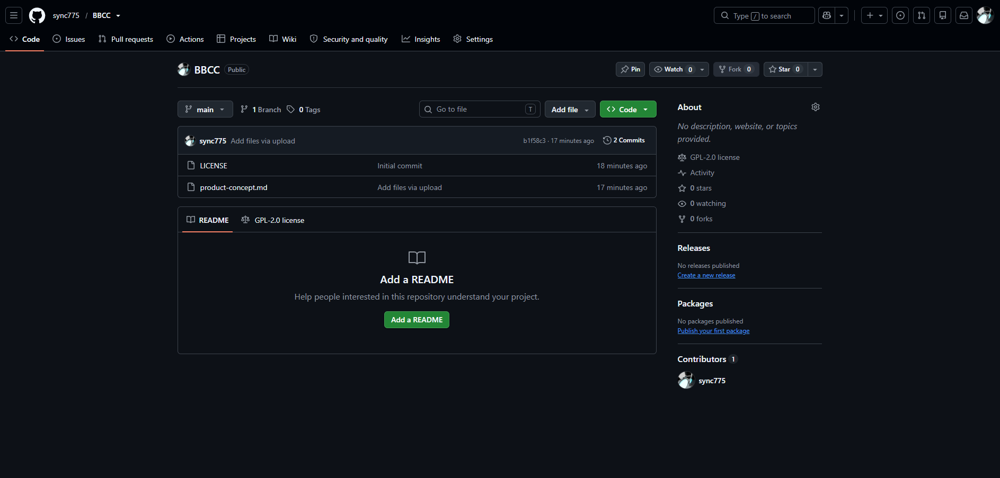 sync775 / BBCC
Type / to search
Code Issues Pull requests Actions Projects Wiki Security and quality Insights Settings
BBCC Public
Pin Watch 0 Fork 0 Star 0
main 1 Branch 0 Tags Go to file T Add file Code
sync775 Add files via upload b1f58c3 · 17 minutes ago 2 Commits
LICENSE Initial commit 18 minutes ago
product-concept.md Add files via upload 17 minutes ago
README GPL-2.0 license
Add a README
Help people interested in this repository understand your project.
Add a README
About
No description, website, or topics
provided.
GPL-2.0 license
Activity
0 stars
0 watching
0 forks
Releases
No releases published
Create a new release
Packages
No packages published
Publish your first package
Contributors 1
sync775